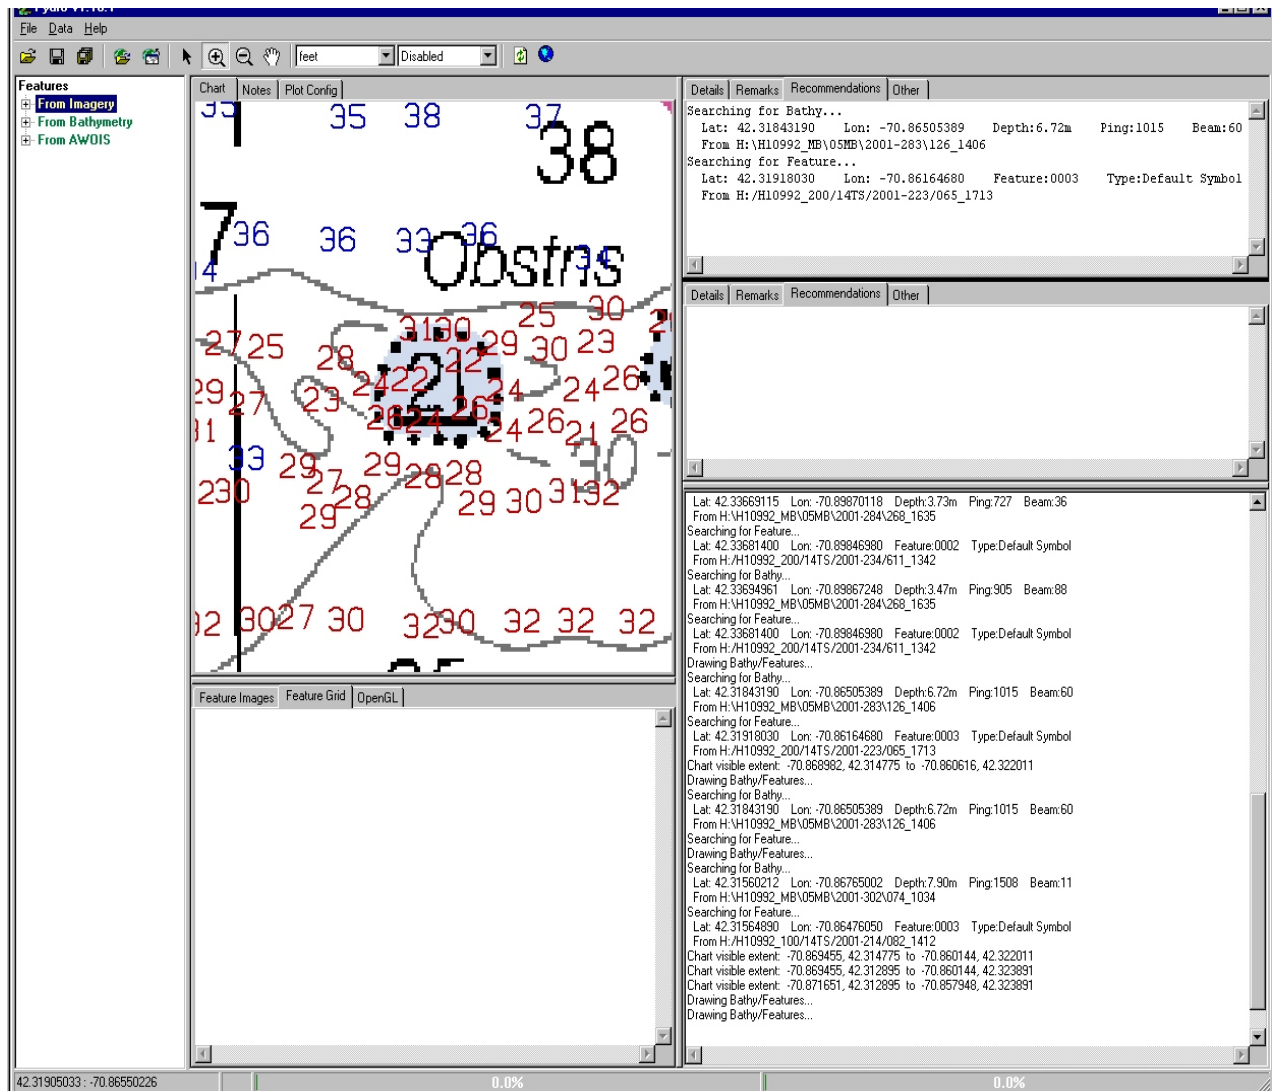 File Data Help
feet Disabled
Features
From Imagery
From Bathymetry
From AWOIS
Chart Notes Plot Config
35 38 37
38
7
36 36 33 36
Obstns
34
25 30
31 30
27 25 29 30 23
28 22
29 24 22 21 24 24 26
27 23 26 24 26 24 26 21 26
33 30
29 27 28 29 28 28
30 29 29 30 31 32
32 30 27 30 32 30 32 32 32
Feature Images Feature Grid OpenGL
Details Remarks Recommendations Other
Searching for Bathy...
Lat: 42.31843190 Lon: -70.86505389 Depth:6.72m Ping:1015 Beam:60
From H:\H10992_MB\05MB\2001-283\126_1406
Searching for Feature...
Lat: 42.31918030 Lon: -70.86164680 Feature:0003 Type:Default Symbol
From H:/H10992_200/14TS/2001-223/065_1713
Details Remarks Recommendations Other
Lat: 42.33669115 Lon: -70.89870118 Depth:3.73m Ping:727 Beam:36
From H:\H10992_MB\05MB\2001-284\268_1635
Searching for Feature...
Lat: 42.33681400 Lon: -70.89846980 Feature:0002 Type:Default Symbol
From H:/H10992_200/14TS/2001-234/611_1342
Searching for Bathy...
Lat: 42.33694961 Lon: -70.89867248 Depth:3.47m Ping:905 Beam:88
From H:\H10992_MB\05MB\2001-284\268_1635
Searching for Feature...
Lat: 42.33681400 Lon: -70.89846980 Feature:0002 Type:Default Symbol
From H:/H10992_200/14TS/2001-234/611_1342
Drawing Bathy/Features...
Searching for Bathy...
Lat: 42.31843190 Lon: -70.86505389 Depth:6.72m Ping:1015 Beam:60
From H:\H10992_MB\05MB\2001-283\126_1406
Searching for Feature...
Lat: 42.31918030 Lon: -70.86164680 Feature:0003 Type:Default Symbol
From H:/H10992_200/14TS/2001-223/065_1713
Chart visible extent: -70.868982, 42.314775 to -70.860616, 42.322011
Drawing Bathy/Features...
Searching for Bathy...
Lat: 42.31843190 Lon: -70.86505389 Depth:6.72m Ping:1015 Beam:60
From H:\H10992_MB\05MB\2001-283\126_1406
Searching for Feature...
Drawing Bathy/Features...
Searching for Bathy...
Lat: 42.31560212 Lon: -70.86765002 Depth:7.90m Ping:1508 Beam:11
From H:\H10992_MB\05MB\2001-302\074_1034
Searching for Feature...
Lat: 42.31564890 Lon: -70.86476050 Feature:0003 Type:Default Symbol
From H:/H10992_100/14TS/2001-214/082_1412
Chart visible extent: -70.869455, 42.314775 to -70.860144, 42.322011
Chart visible extent: -70.869455, 42.312895 to -70.860144, 42.323891
Chart visible extent: -70.871651, 42.312895 to -70.857948, 42.323891
Drawing Bathy/Features...
Drawing Bathy/Features...
42.31905033 : -70.86550226 0.0% 0.0%